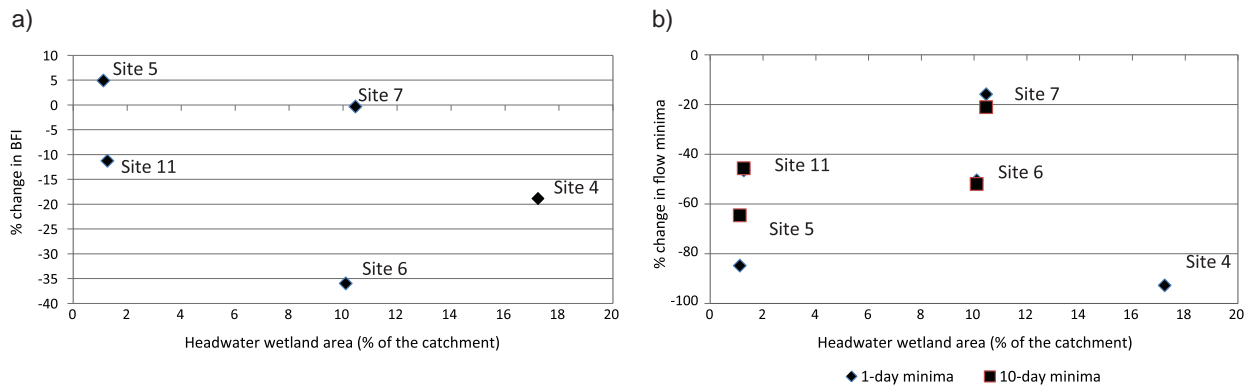 a)
% change in BFI
10
5
0
-5
-10
-15
-20
-25
-30
-35
-40
Site 5
Site 7
Site 11
Site 4
Site 6
0 2 4 6 8 10 12 14 16 18 20
Headwater wetland area (% of the catchment)
b)
% change in flow minima
0
-20
-40
-60
-80
-100
Site 7
Site 11
Site 6
Site 5
Site 4
0 2 4 6 8 10 12 14 16 18 20
Headwater wetland area (% of the catchment)
1-day minima 10-day minima